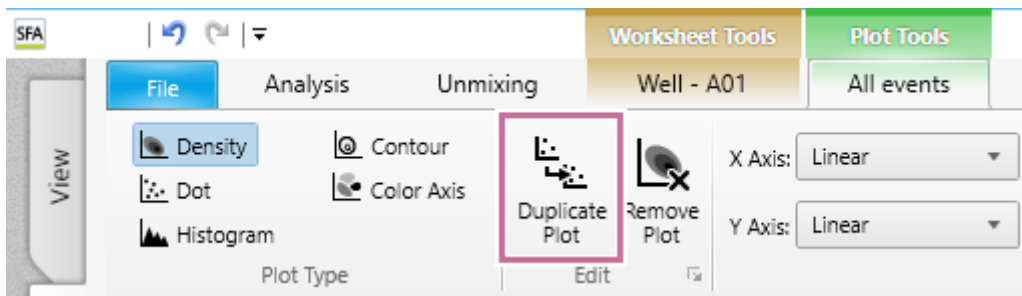 SFA
Worksheet Tools Plot Tools
File Analysis Unmixing Well - A01 All events
View
Density Contour
Dot Color Axis
Histogram
Duplicate Plot
Remove Plot
X Axis: Linear
Y Axis: Linear
Plot Type Edit